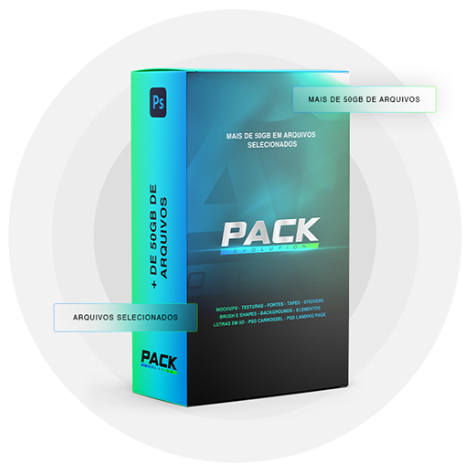 MAIS DE 50GB DE ARQUIVOS
Ps
MAIS DE 50GB EM ARQUIVOS
SELECIONADOS
+ DE 50GB DE
ARQUIVOS
PACK
EVOLUTION
MOCKUPS - TEXTURAS - FONTES - TAPES - STICKERS
BRUSH E SHAPES - BACKGROUNDS - ELEMENTOS
LETRAS EM 3D - PSD CARROSSEL - PSD LANDING PAGE
ARQUIVOS SELECIONADOS
PACK